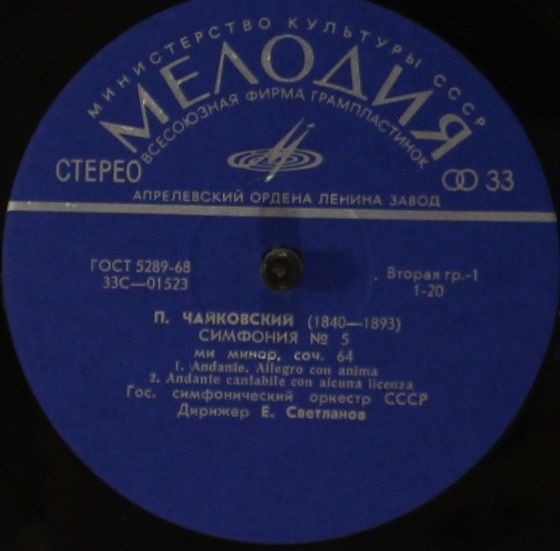 МИНИСТЕРСТВО КУЛЬТУРЫ СССР
МЕЛОДИЯ
ВСЕСОЮЗНАЯ ФИРМА ГРАМПЛАСТИНОК
СТЕРЕО
33
АПРЕЛЕВСКИЙ ОРДЕНА ЛЕНИНА ЗАВОД
ГОСТ 5289-68
33С—01523
Вторая гр.-1
1-20
П. ЧАЙКОВСКИЙ (1840—1893)
СИМФОНИЯ № 5
ми минор, соч. 64
1. Andante. Allegro con anima
2. Andante cantabile con alcuna licenza
Гос. симфонический оркестр СССР
Дирижер Е. Светланов